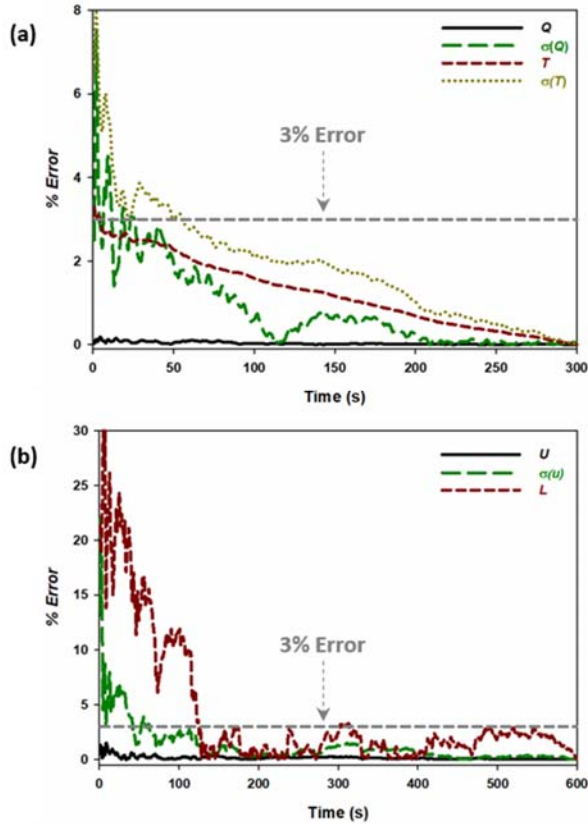 (a)
Q
σ(Q)
T
σ(T)
3% Error
% Error
8
6
4
2
0
0 50 100 150 200 250 300
Time (s)
(b)
U
σ(u)
L
3% Error
% Error
30
25
20
15
10
5
0
0 100 200 300 400 500 600
Time (s)